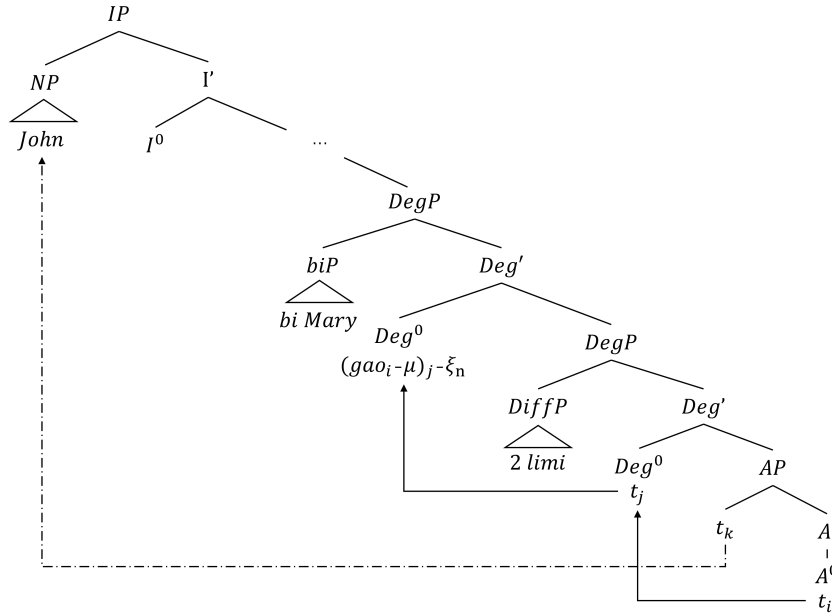 IP
NP I'
John I⁰ ...
DegP
biP Deg′
bi Mary Deg⁰ DegP
(gaoᵢ-μ)ⱼ-ξₙ
DiffP Deg'
2 limi Deg⁰ AP
tⱼ
tₖ A
A⁰
tᵢ